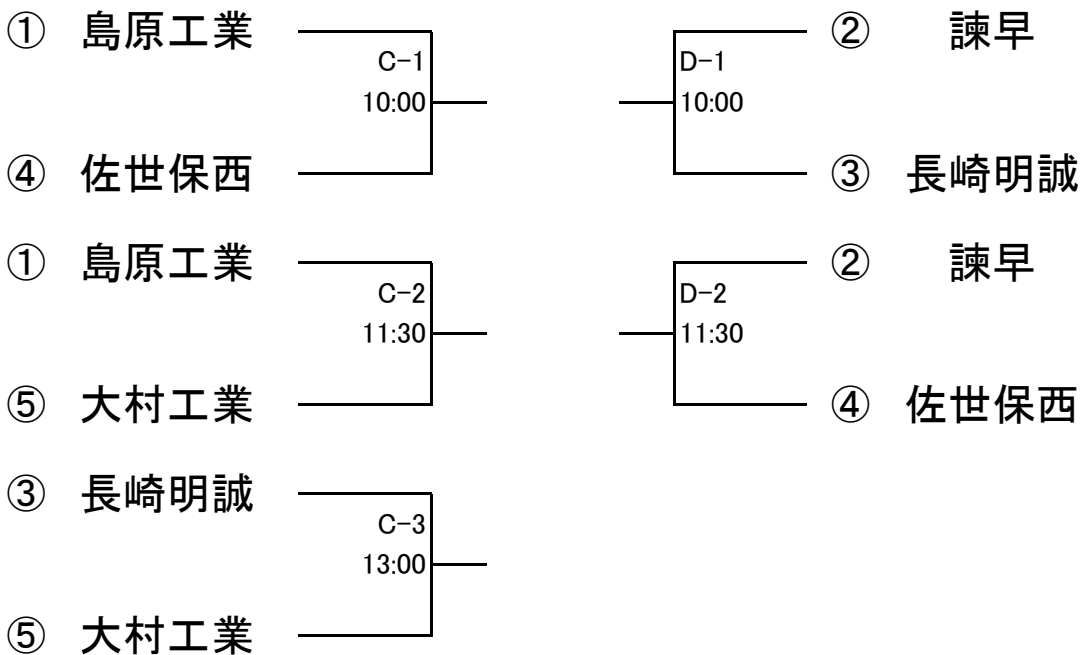 ① 島原工業
C-1
10:00
④ 佐世保西
② 諫早
D-1
10:00
③ 長崎明誠
① 島原工業
C-2
11:30
⑤ 大村工業
② 諫早
D-2
11:30
④ 佐世保西
③ 長崎明誠
C-3
13:00
⑤ 大村工業